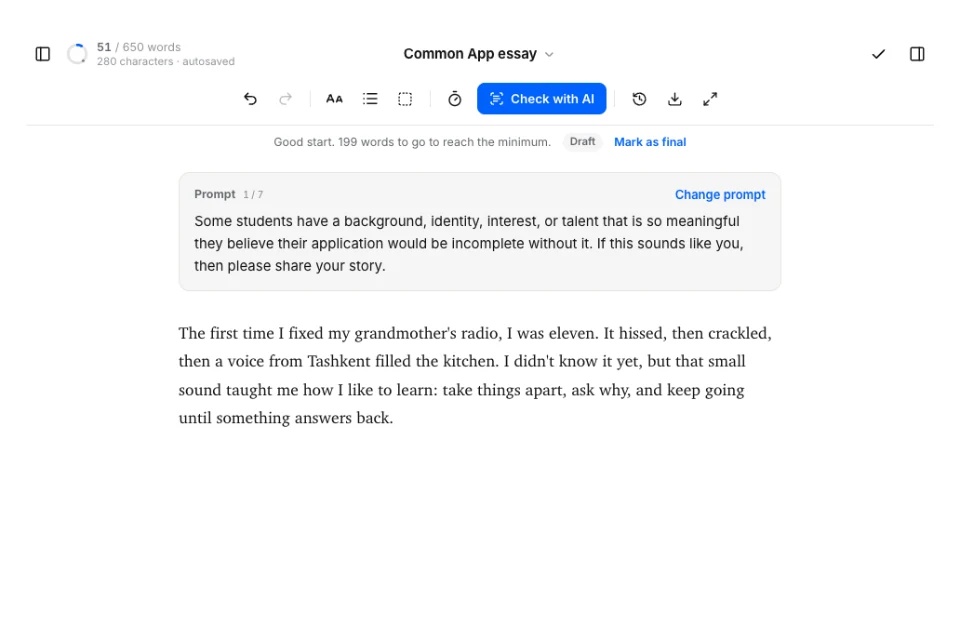 51 / 650 words
280 characters · autosaved
Common App essay
AA
Check with AI
Good start. 199 words to go to reach the minimum.
Draft
Mark as final
Prompt 1 / 7
Change prompt
Some students have a background, identity, interest, or talent that is so meaningful
they believe their application would be incomplete without it. If this sounds like you,
then please share your story.
The first time I fixed my grandmother's radio, I was eleven. It hissed, then crackled,
then a voice from Tashkent filled the kitchen. I didn't know it yet, but that small
sound taught me how I like to learn: take things apart, ask why, and keep going
until something answers back.